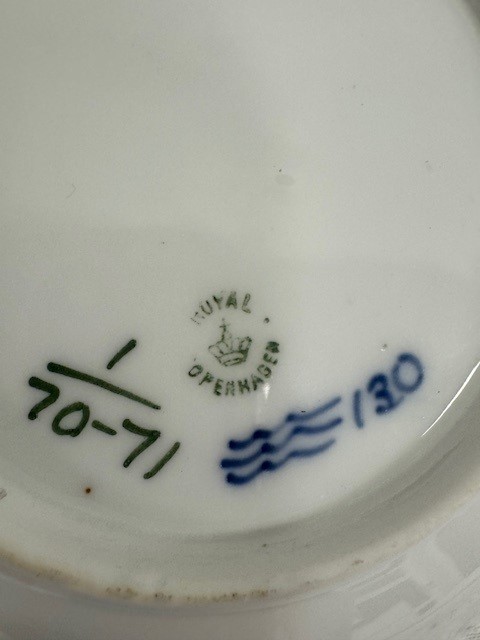 ROYAL
COPENHAGEN
1
70-71
130